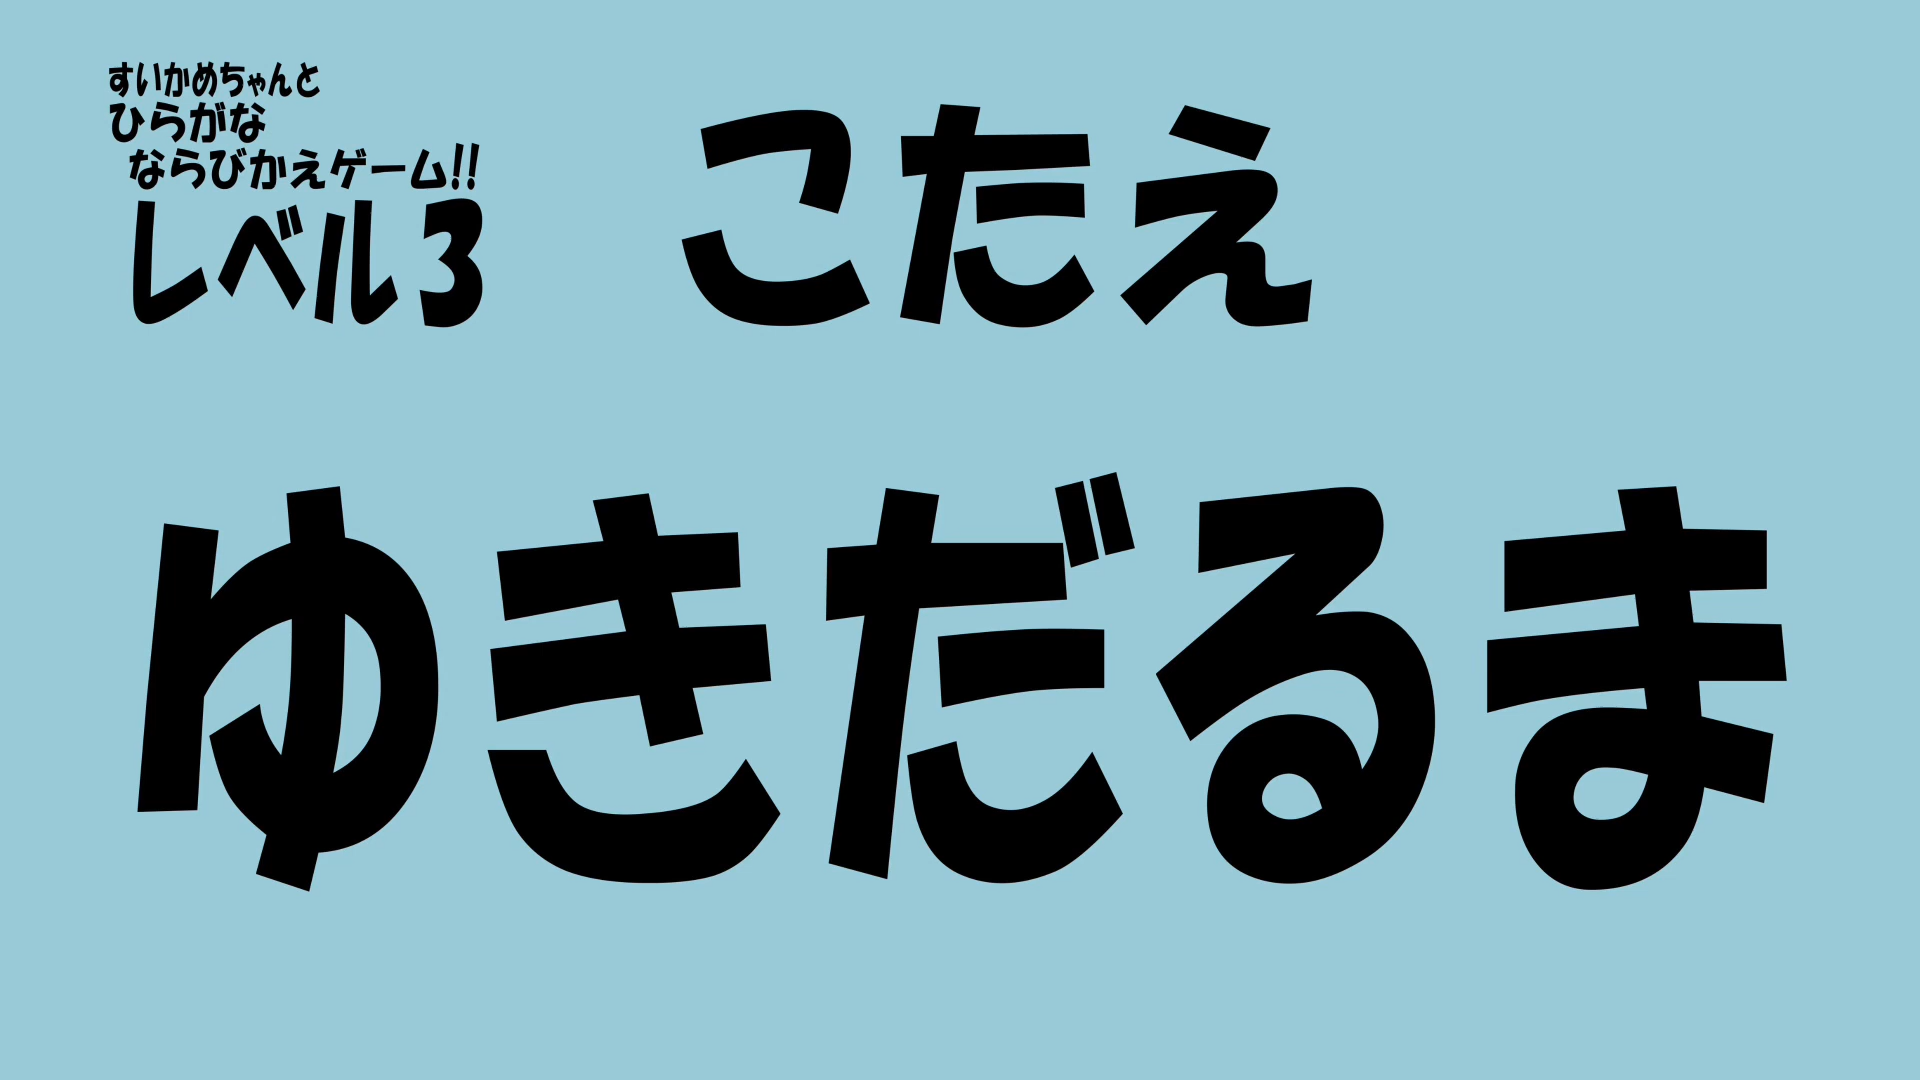 すいかめちゃんと
ひらがな
ならびかえゲーム!!
レベル3
こたえ
ゆきだるま